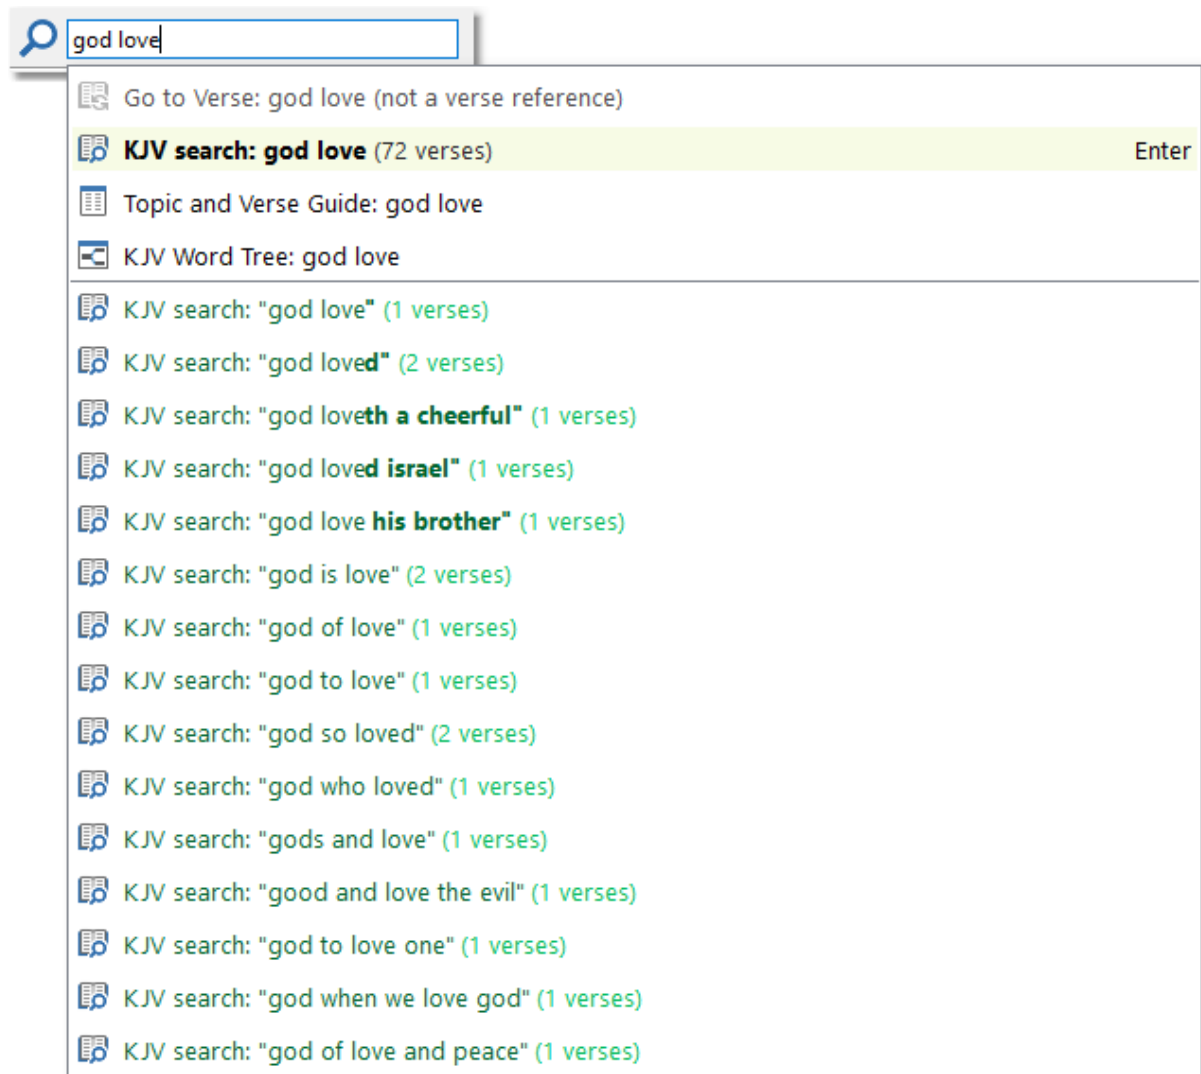 god love
Go to Verse: god love (not a verse reference)
KJV search: god love (72 verses) Enter
Topic and Verse Guide: god love
KJV Word Tree: god love
KJV search: "god love" (1 verses)
KJV search: "god loved" (2 verses)
KJV search: "god loveth a cheerful" (1 verses)
KJV search: "god loved israel" (1 verses)
KJV search: "god love his brother" (1 verses)
KJV search: "god is love" (2 verses)
KJV search: "god of love" (1 verses)
KJV search: "god to love" (1 verses)
KJV search: "god so loved" (2 verses)
KJV search: "god who loved" (1 verses)
KJV search: "gods and love" (1 verses)
KJV search: "good and love the evil" (1 verses)
KJV search: "god to love one" (1 verses)
KJV search: "god when we love god" (1 verses)
KJV search: "god of love and peace" (1 verses)